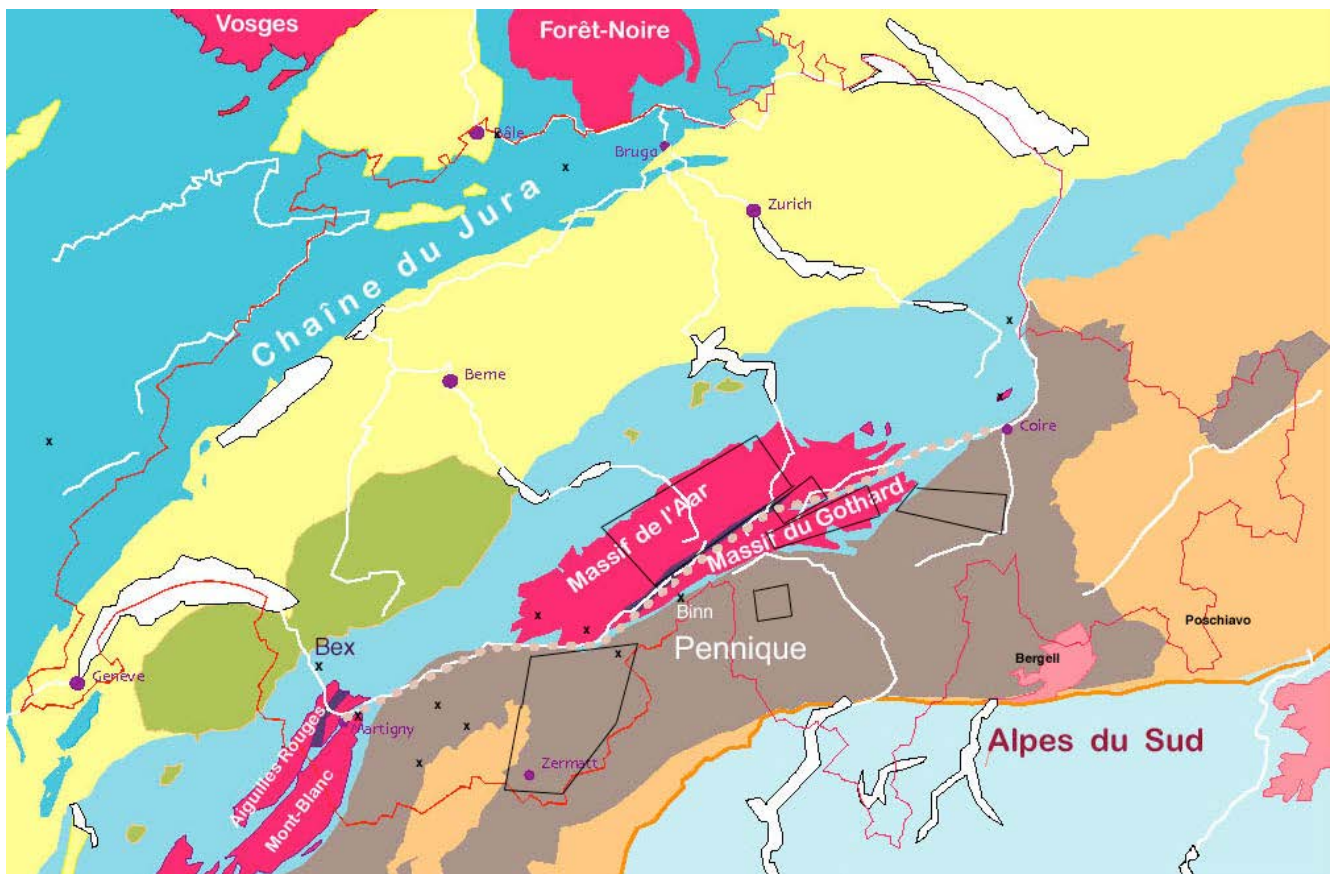 Vosges
Forêt-Noire
Bâle
Bruga
Zurich
Chaîne du Jura
Berne
Coire
Massif de l'Aar
Massif du Gothard
Binn
Pennique
Poschiavo
Bergell
Bex
Genève
Martigny
Aiguilles Rouges
Mont-Blanc
Zermatt
Alpes du Sud